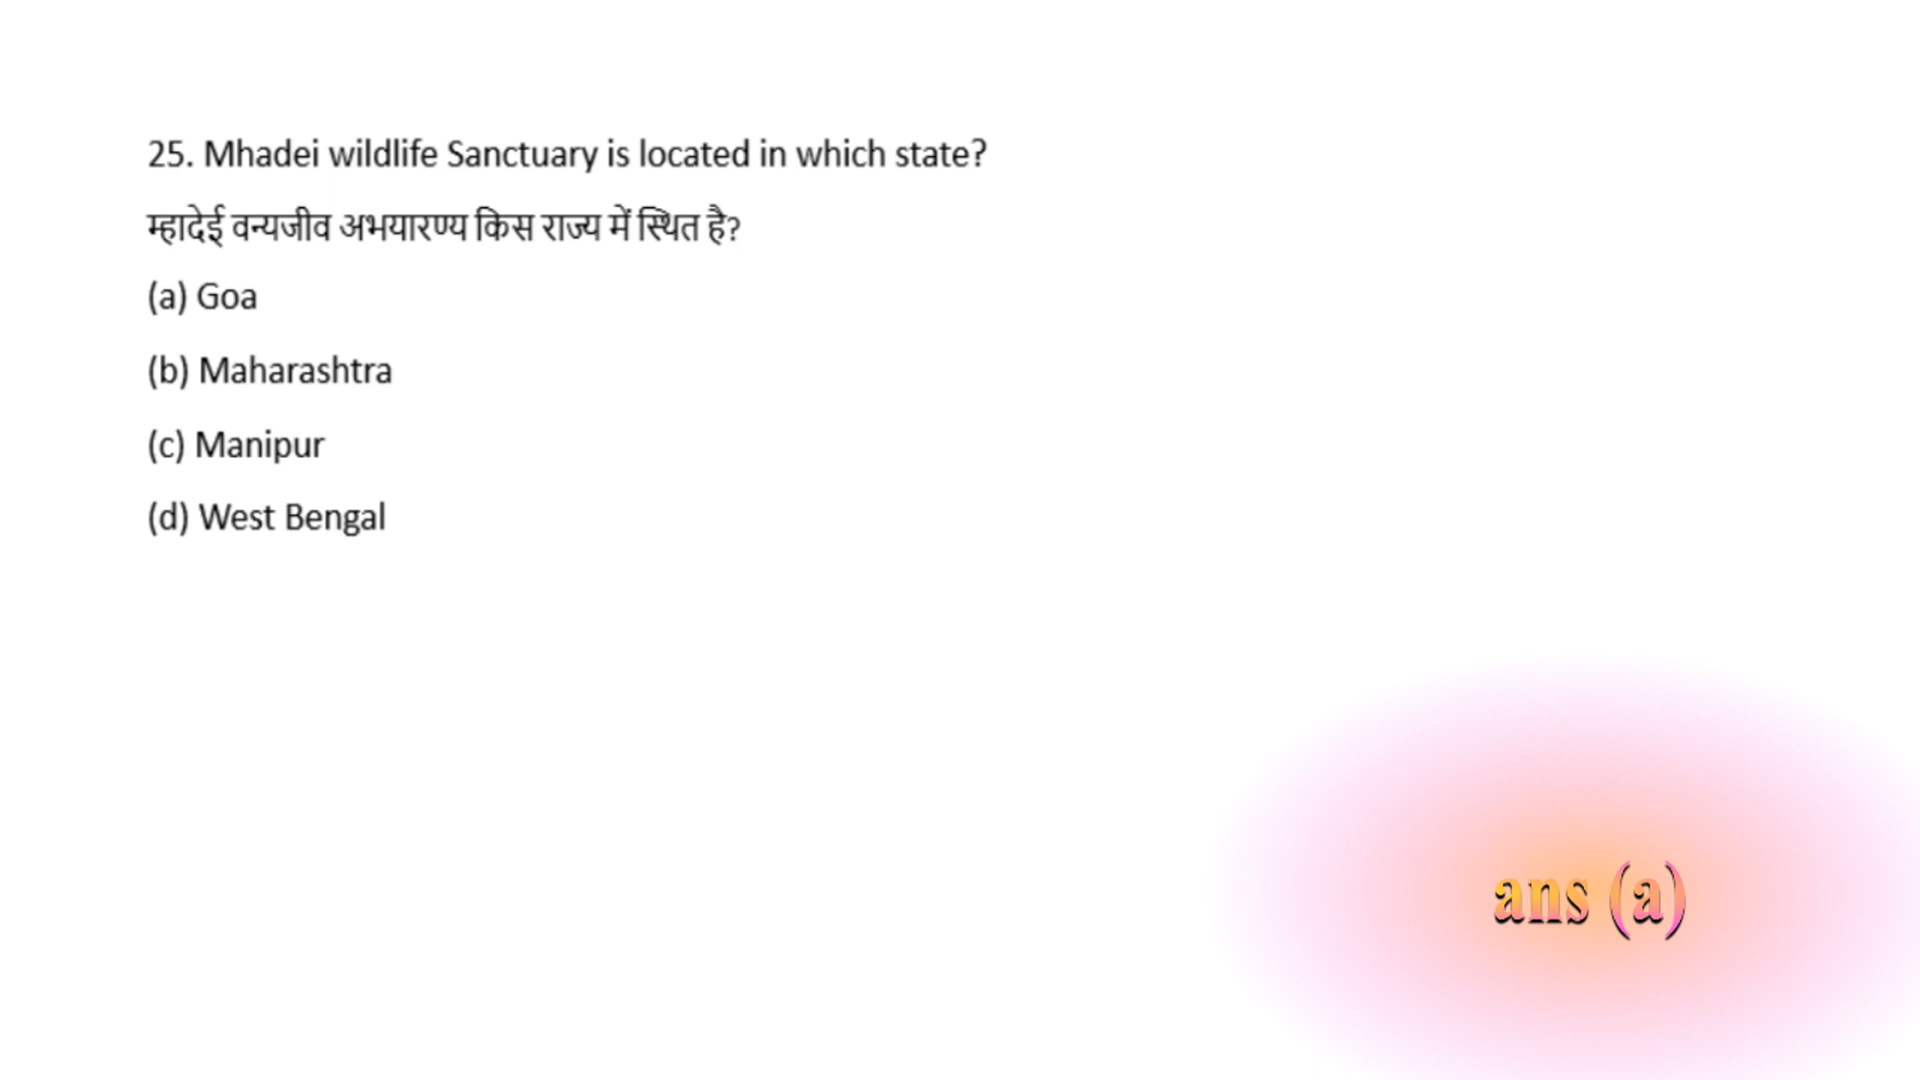 25. Mhadei wildlife Sanctuary is located in which state?
म्हादेई वन्यजीव अभयारण्य किस राज्य में स्थित है?
(a) Goa
(b) Maharashtra
(c) Manipur
(d) West Bengal
ans (a)